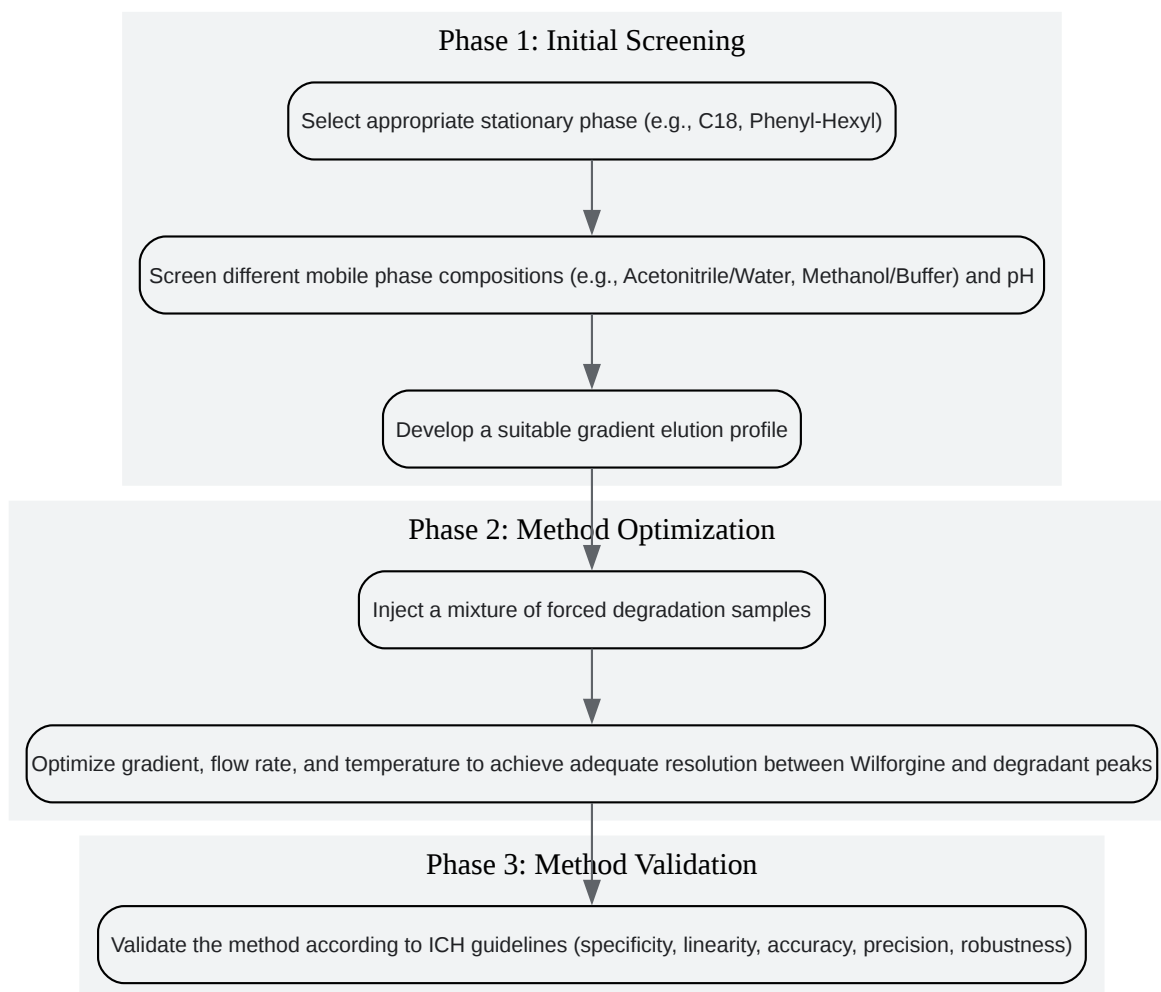 Phase 1: Initial Screening
Select appropriate stationary phase (e.g., C18, Phenyl-Hexyl)
Screen different mobile phase compositions (e.g., Acetonitrile/Water, Methanol/Buffer) and pH
Develop a suitable gradient elution profile
Phase 2: Method Optimization
Inject a mixture of forced degradation samples
Optimize gradient, flow rate, and temperature to achieve adequate resolution between Wilforgine and degradant peaks
Phase 3: Method Validation
Validate the method according to ICH guidelines (specificity, linearity, accuracy, precision, robustness)